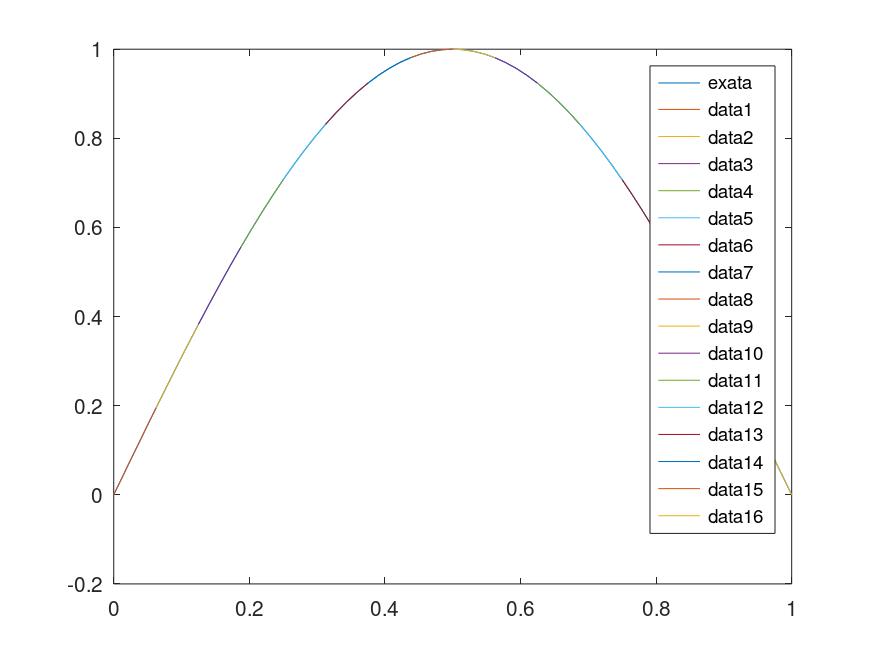 1
0.8
0.6
0.4
0.2
0
-0.2
0
0.2
0.4
0.6
0.8
1
exata
data1
data2
data3
data4
data5
data6
data7
data8
data9
data10
data11
data12
data13
data14
data15
data16